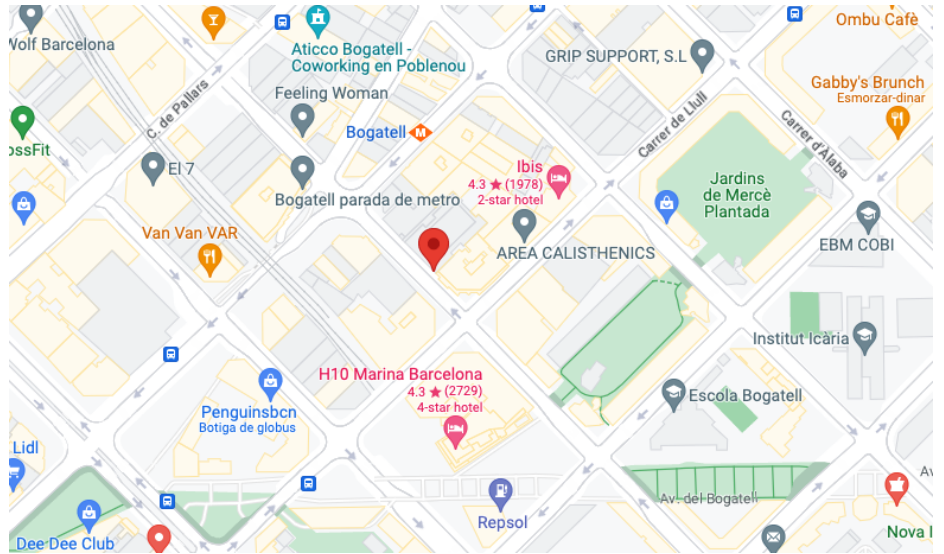 Wolf Barcelona
Aticco Bogatell -
Coworking en Poblenou
Ombu Cafè
GRIP SUPPORT, S.L
Gabby's Brunch
Esmorzar-dinar
Feeling Woman
C. de Pallars
Bogatell
M
Carrer de Llull
Carrer d'Àlaba
ossFit
El 7
Ibis
4.3 ★ (1978)
2-star hotel
Jardins
de Mercè
Plantada
Bogatell parada de metro
Van Van VAR
AREA CALISTHENICS
EBM COBI
Institut Icària
H10 Marina Barcelona
4.3 ★ (2729)
4-star hotel
Escola Bogatell
Penguinsbcn
Botiga de globus
Lidl
Av. del Bogatell
Av
Repsol
Nova I
Dee Dee Club